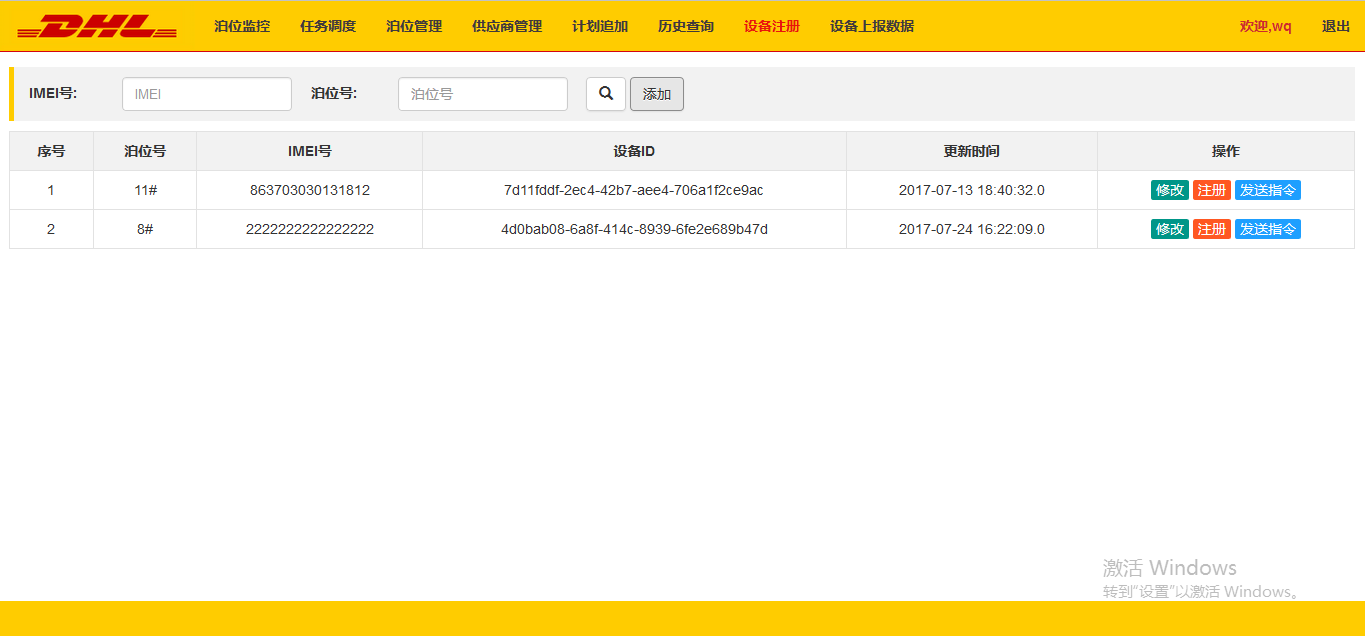 DHL 泊位监控 任务调度 泊位管理 供应商管理 计划追加 历史查询 设备注册 设备上报数据 欢迎,wq 退出
IMEI号: IMEI 泊位号: 泊位号 添加
序号 泊位号 IMEI号 设备ID 更新时间 操作
1 11# 863703030131812 7d11fddf-2ec4-42b7-aee4-706a1f2ce9ac 2017-07-13 18:40:32.0 修改 注册 发送指令
2 8# 2222222222222222 4d0bab08-6a8f-414c-8939-6fe2e689b47d 2017-07-24 16:22:09.0 修改 注册 发送指令
激活 Windows
转到"设置"以激活 Windows。